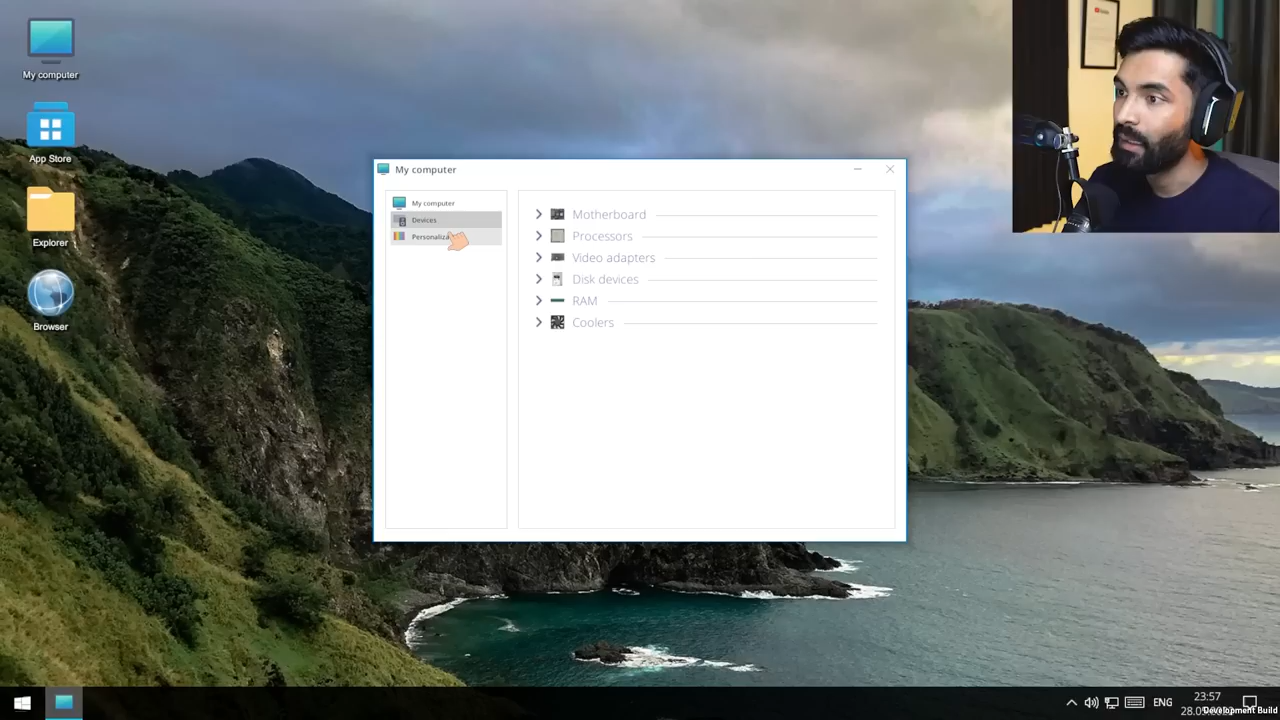 My computer
App Store
Explorer
Browser
My computer
My computer
Devices
Motherboard
Processors
Video adapters
Disk devices
RAM
Coolers
ENG
23:57
Development Build